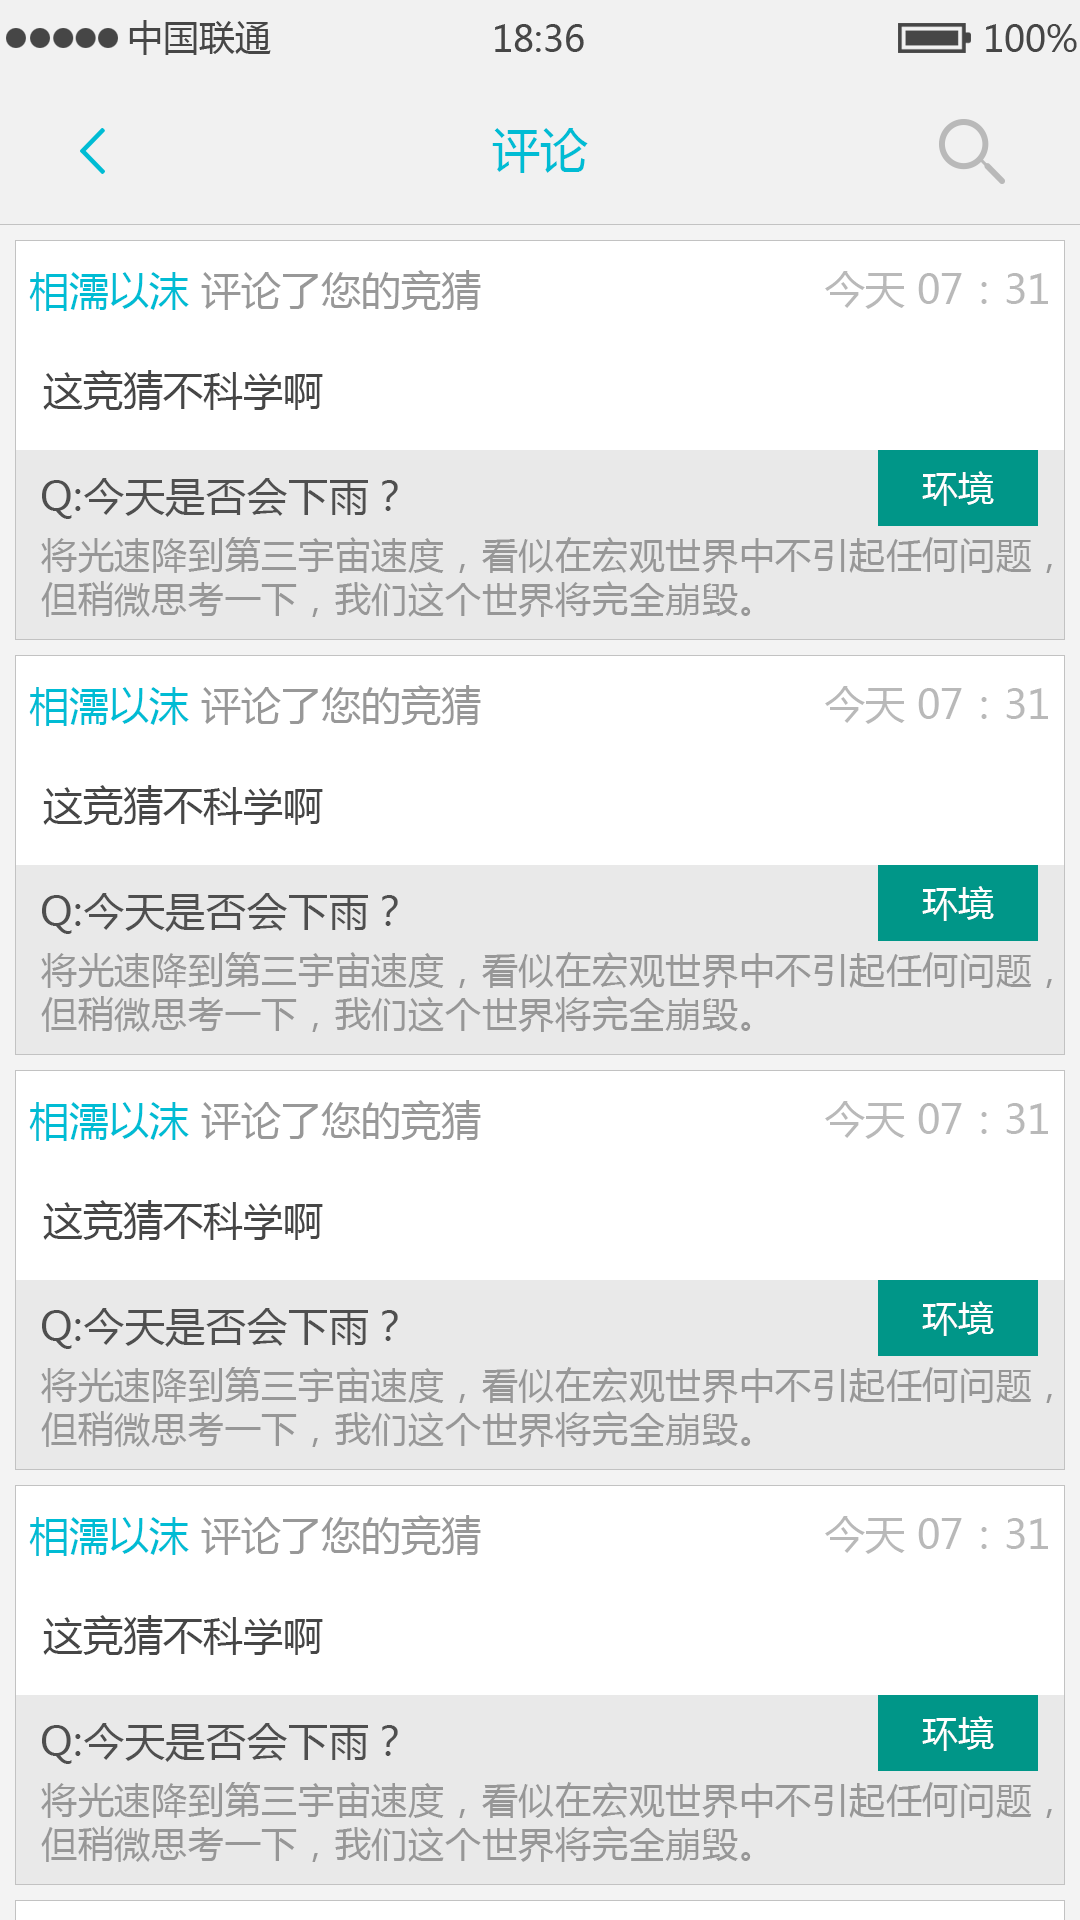 中国联通 18:36 100%
评论
相濡以沫 评论了您的竞猜 今天 07：31
这竞猜不科学啊
Q:今天是否会下雨？ 环境
将光速降到第三宇宙速度，看似在宏观世界中不引起任何问题，
但稍微思考一下，我们这个世界将完全崩毁。
相濡以沫 评论了您的竞猜 今天 07：31
这竞猜不科学啊
Q:今天是否会下雨？ 环境
将光速降到第三宇宙速度，看似在宏观世界中不引起任何问题，
但稍微思考一下，我们这个世界将完全崩毁。
相濡以沫 评论了您的竞猜 今天 07：31
这竞猜不科学啊
Q:今天是否会下雨？ 环境
将光速降到第三宇宙速度，看似在宏观世界中不引起任何问题，
但稍微思考一下，我们这个世界将完全崩毁。
相濡以沫 评论了您的竞猜 今天 07：31
这竞猜不科学啊
Q:今天是否会下雨？ 环境
将光速降到第三宇宙速度，看似在宏观世界中不引起任何问题，
但稍微思考一下，我们这个世界将完全崩毁。